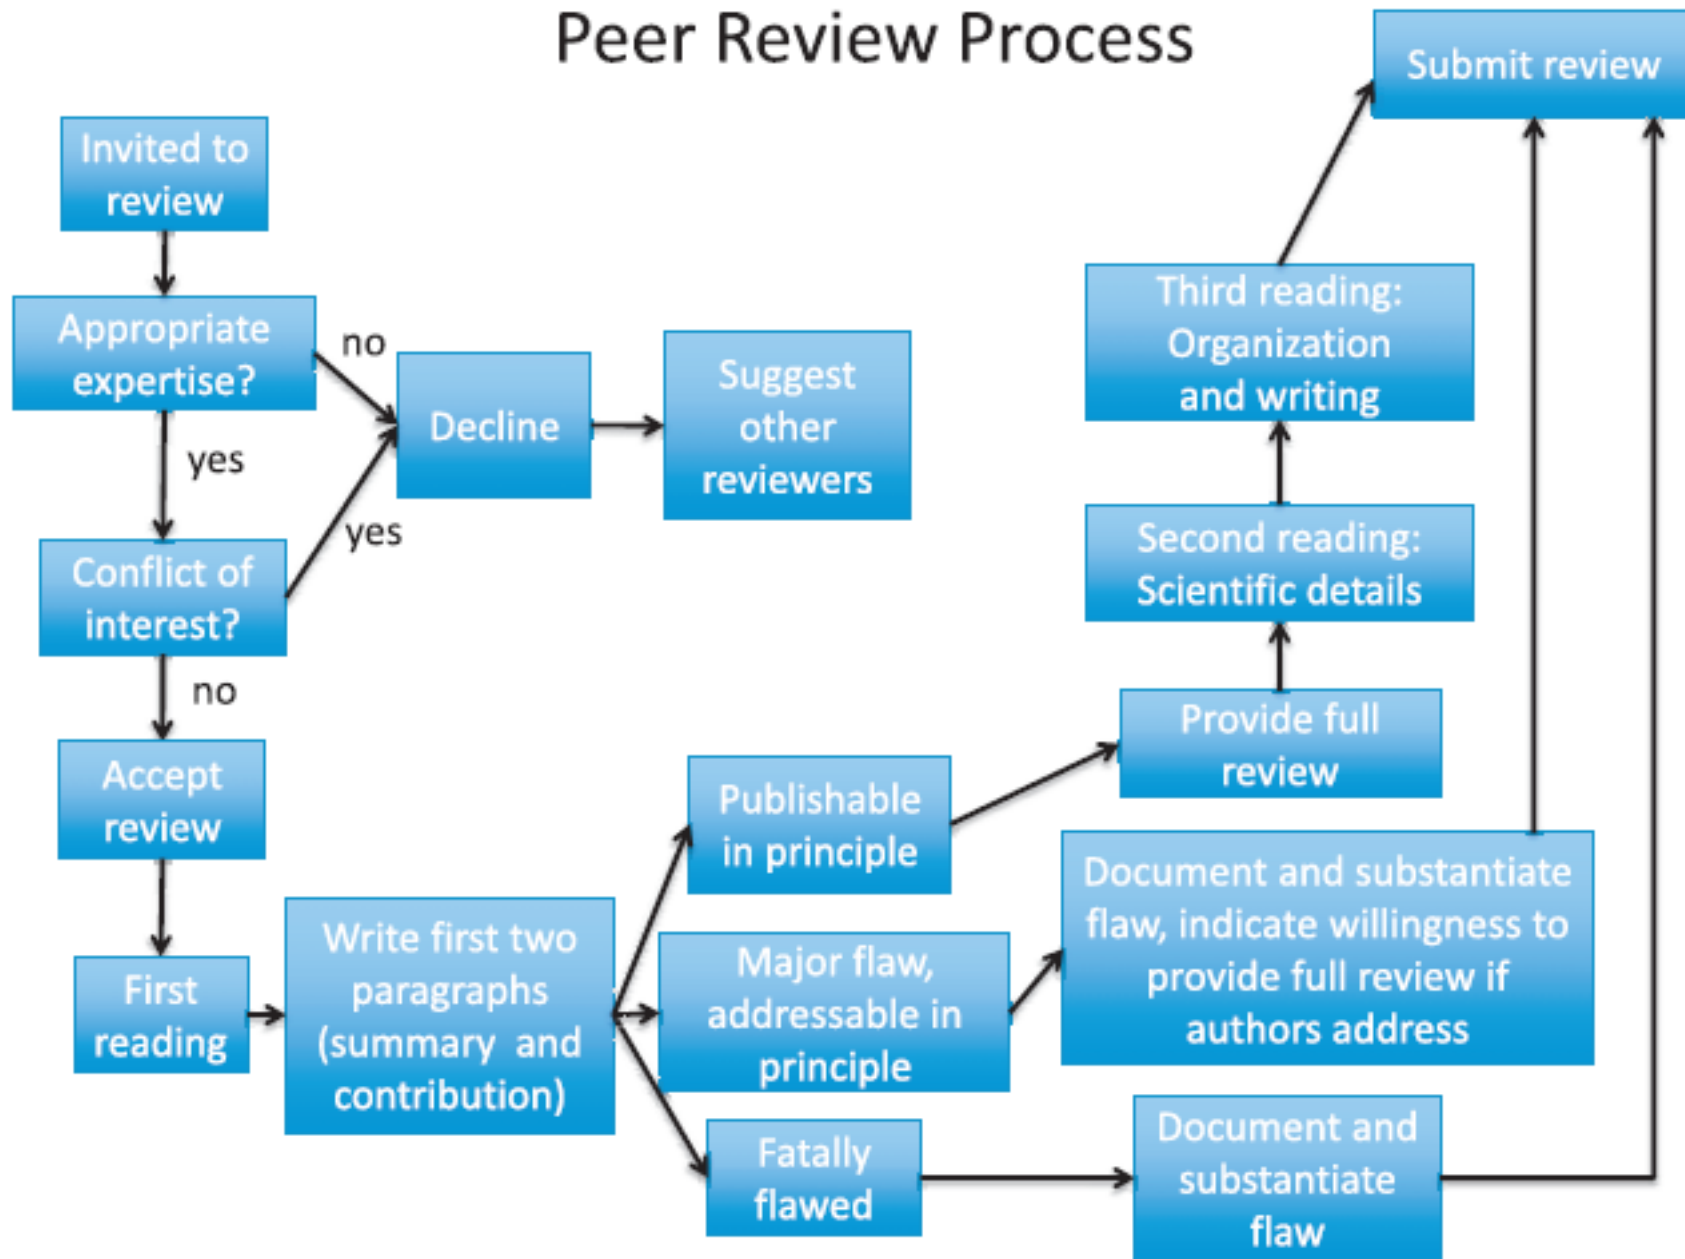 Peer Review Process
Submit review
Invited to
review
Appropriate
expertise?
no
yes
Decline
Suggest
other
reviewers
Conflict of
interest?
yes
no
Accept
review
First
reading
Write first two
paragraphs
(summary and
contribution)
Publishable
in principle
Provide full
review
Second reading:
Scientific details
Third reading:
Organization
and writing
Major flaw,
addressable in
principle
Document and substantiate
flaw, indicate willingness to
provide full review if
authors address
Fatally
flawed
Document and
substantiate
flaw